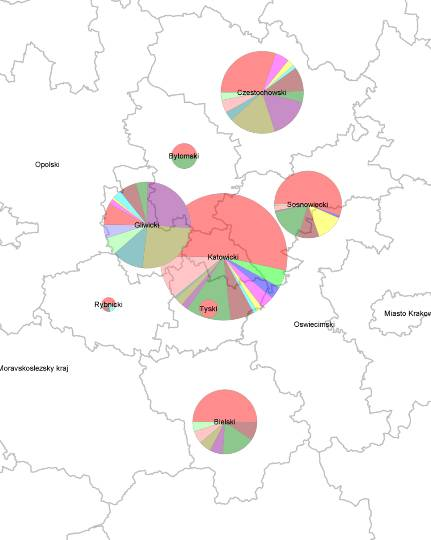 Czestochowski
Bytomski
Opolski
Sosnowiecki
Gliwicki
Katowicki
Rybnicki
Tyski
Miasto Krakow
Oswiecimski
Moravskoslezsky kraj
Bielski